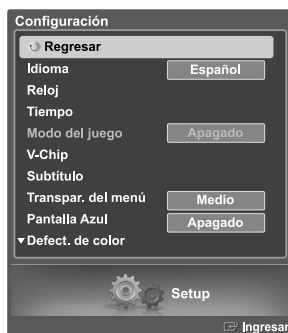 Configuración
Regresar
Idioma Español
Reloj
Tiempo
Modo del juego Apagado
V-Chip
Subtítulo
Transpar. del menú Medio
Pantalla Azul Apagado
▼Defect. de color
Setup
Ingresar